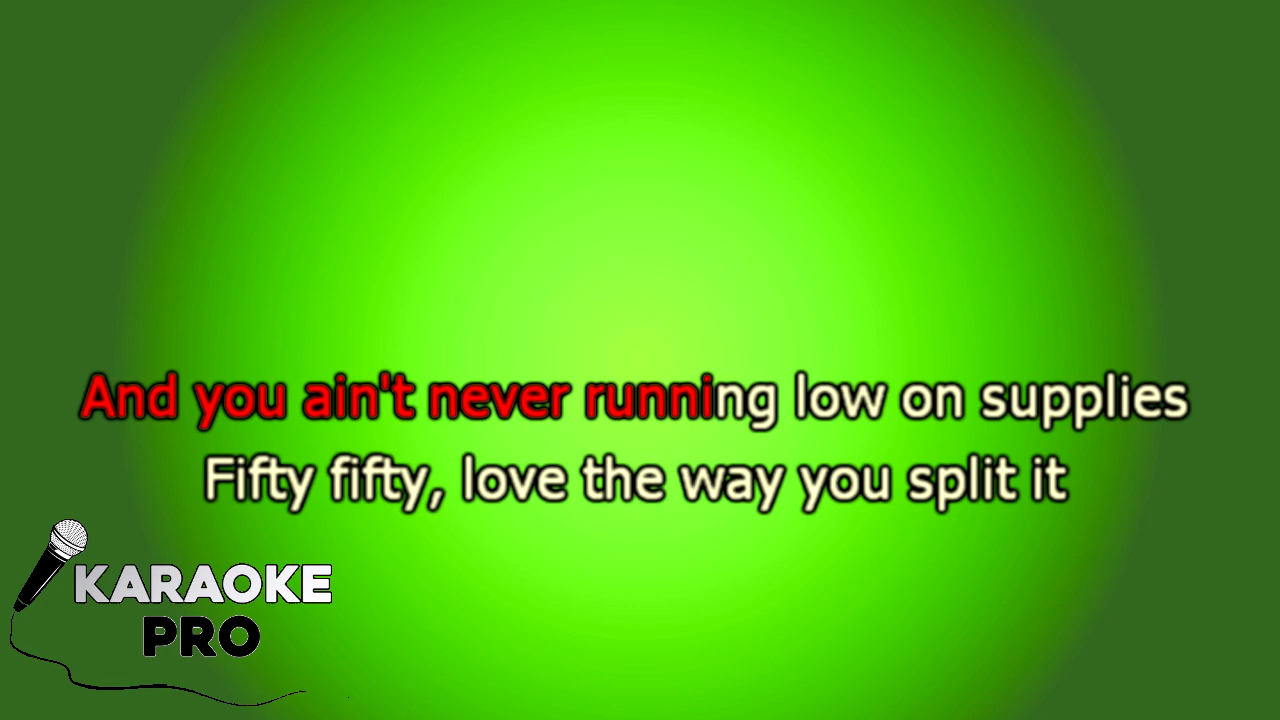 And you ain't never running low on supplies
Fifty fifty, love the way you split it
KARAOKE
PRO